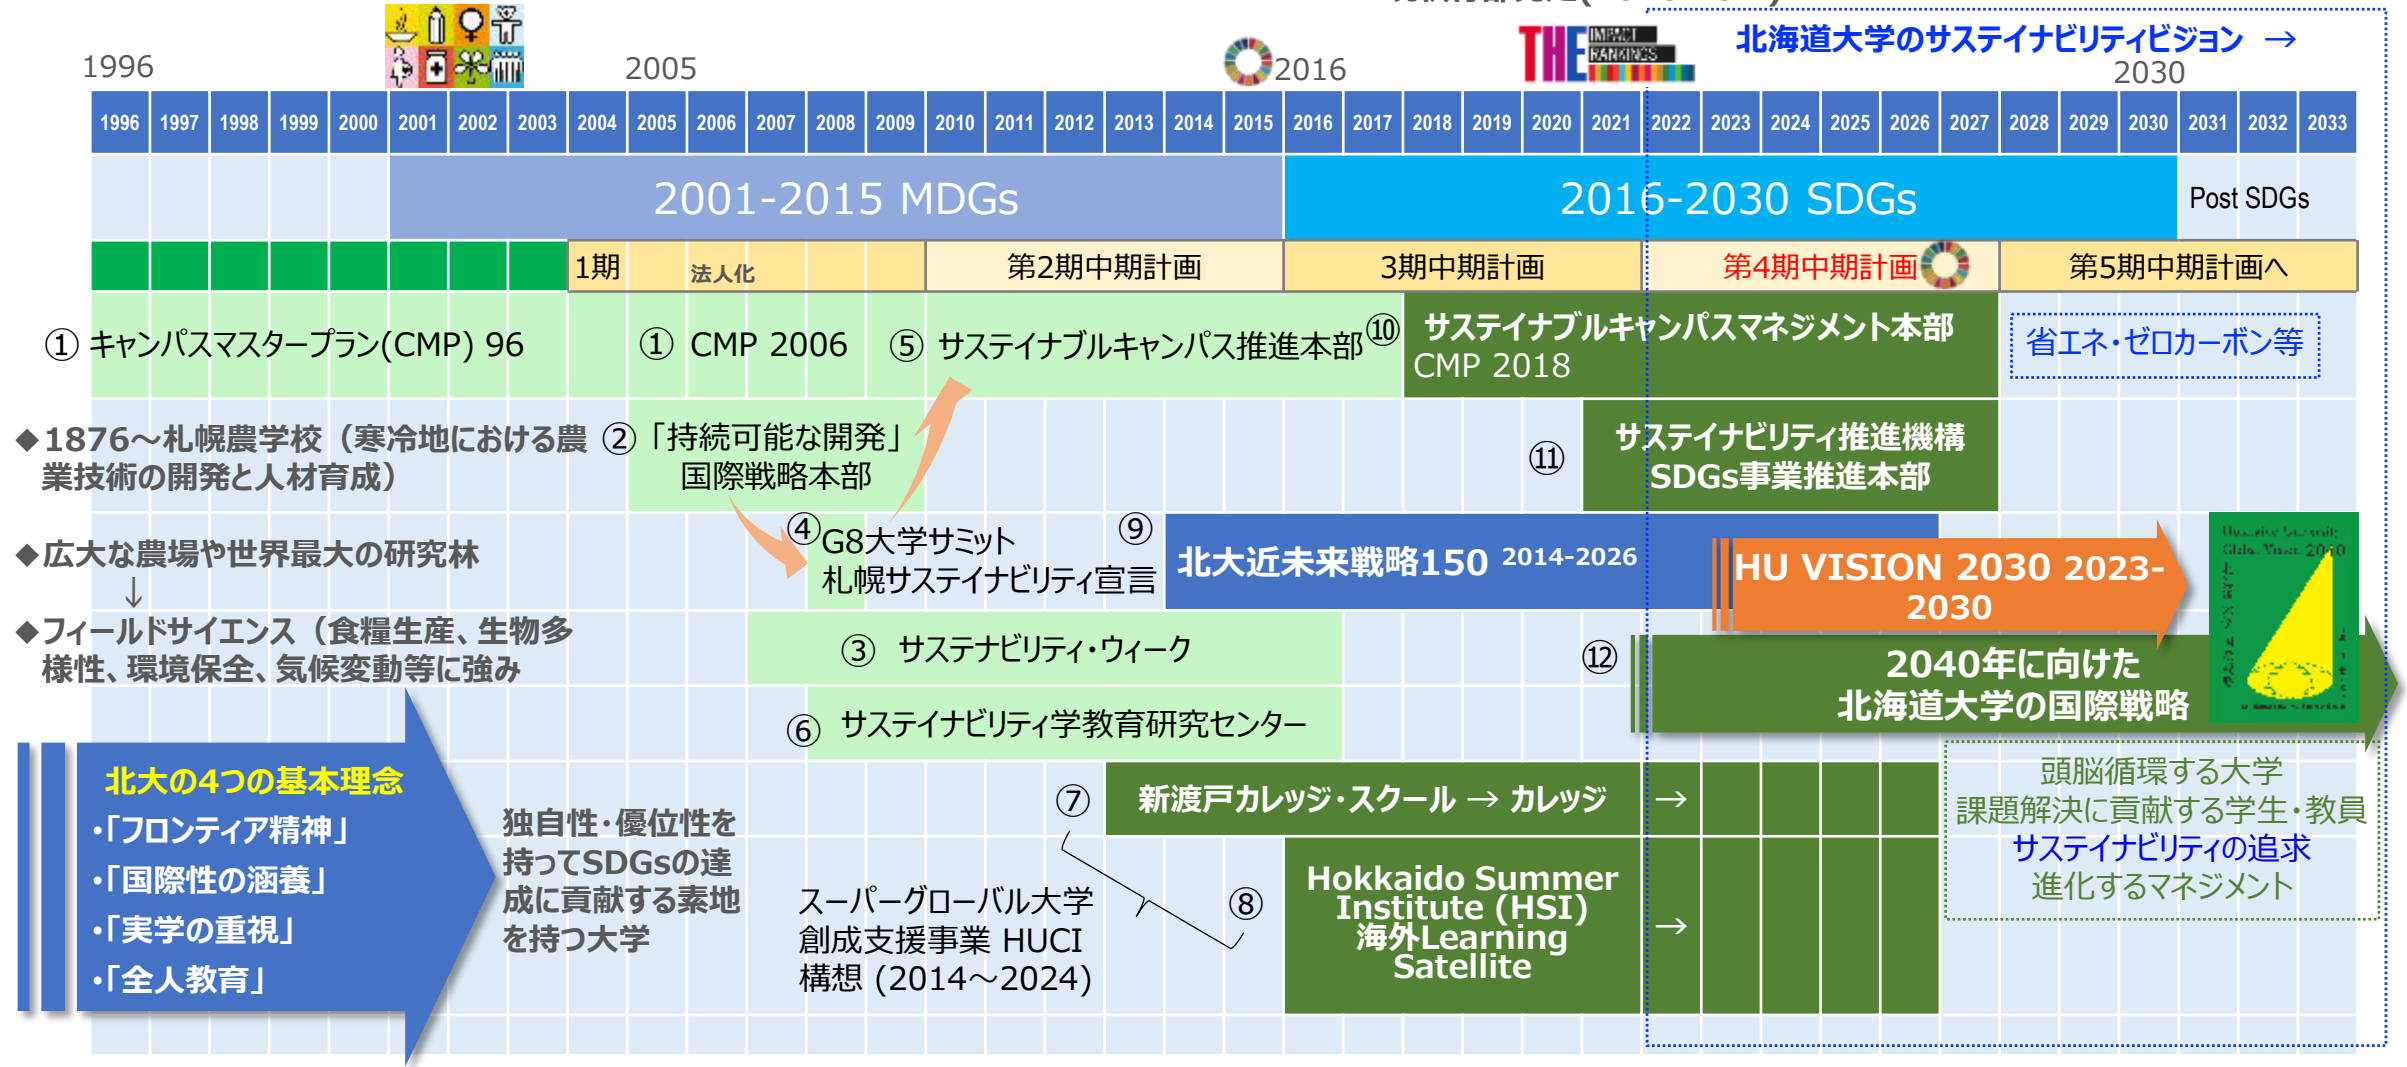 THE IMPACT RANKINGS
北海道大学のサステイナビリティビジョン →
1996
2005
2016
2030
1996 1997 1998 1999 2000 2001 2002 2003 2004 2005 2006 2007 2008 2009 2010 2011 2012 2013 2014 2015 2016 2017 2018 2019 2020 2021 2022 2023 2024 2025 2026 2027 2028 2029 2030 2031 2032 2033
2001-2015 MDGs
2016-2030 SDGs
Post SDGs
1期
法人化
第2期中期計画
3期中期計画
第4期中期計画
第5期中期計画へ
① キャンパスマスタープラン(CMP) 96
① CMP 2006
⑤ サステイナブルキャンパス推進本部
⑩ サステイナブルキャンパスマネジメント本部
CMP 2018
省エネ・ゼロカーボン等
◆1876～札幌農学校（寒冷地における農
業技術の開発と人材育成）
②「持続可能な開発」
国際戦略本部
⑪ サステイナビリティ推進機構
SDGs事業推進本部
◆広大な農場や世界最大の研究林
↓
◆フィールドサイエンス（食糧生産、生物多
様性、環境保全、気候変動等に強み
④ G8大学サミット
札幌サステイナビリティ宣言
⑨ 北大近未来戦略150 2014-2026
HU VISION 2030 2023-
2030
③ サステナビリティ・ウィーク
⑫ 2040年に向けた
北海道大学の国際戦略
⑥ サステイナビリティ学教育研究センター
北大の4つの基本理念
・「フロンティア精神」
・「国際性の涵養」
・「実学の重視」
・「全人教育」
独自性・優位性を
持ってSDGsの達
成に貢献する素地
を持つ大学
⑦ 新渡戸カレッジ・スクール → カレッジ →
スーパーグローバル大学
創成支援事業 HUCI
構想 (2014～2024)
⑧ Hokkaido Summer
Institute (HSI)
海外Learning
Satellite
→
頭脳循環する大学
課題解決に貢献する学生・教員
サステイナビリティの追求
進化するマネジメント